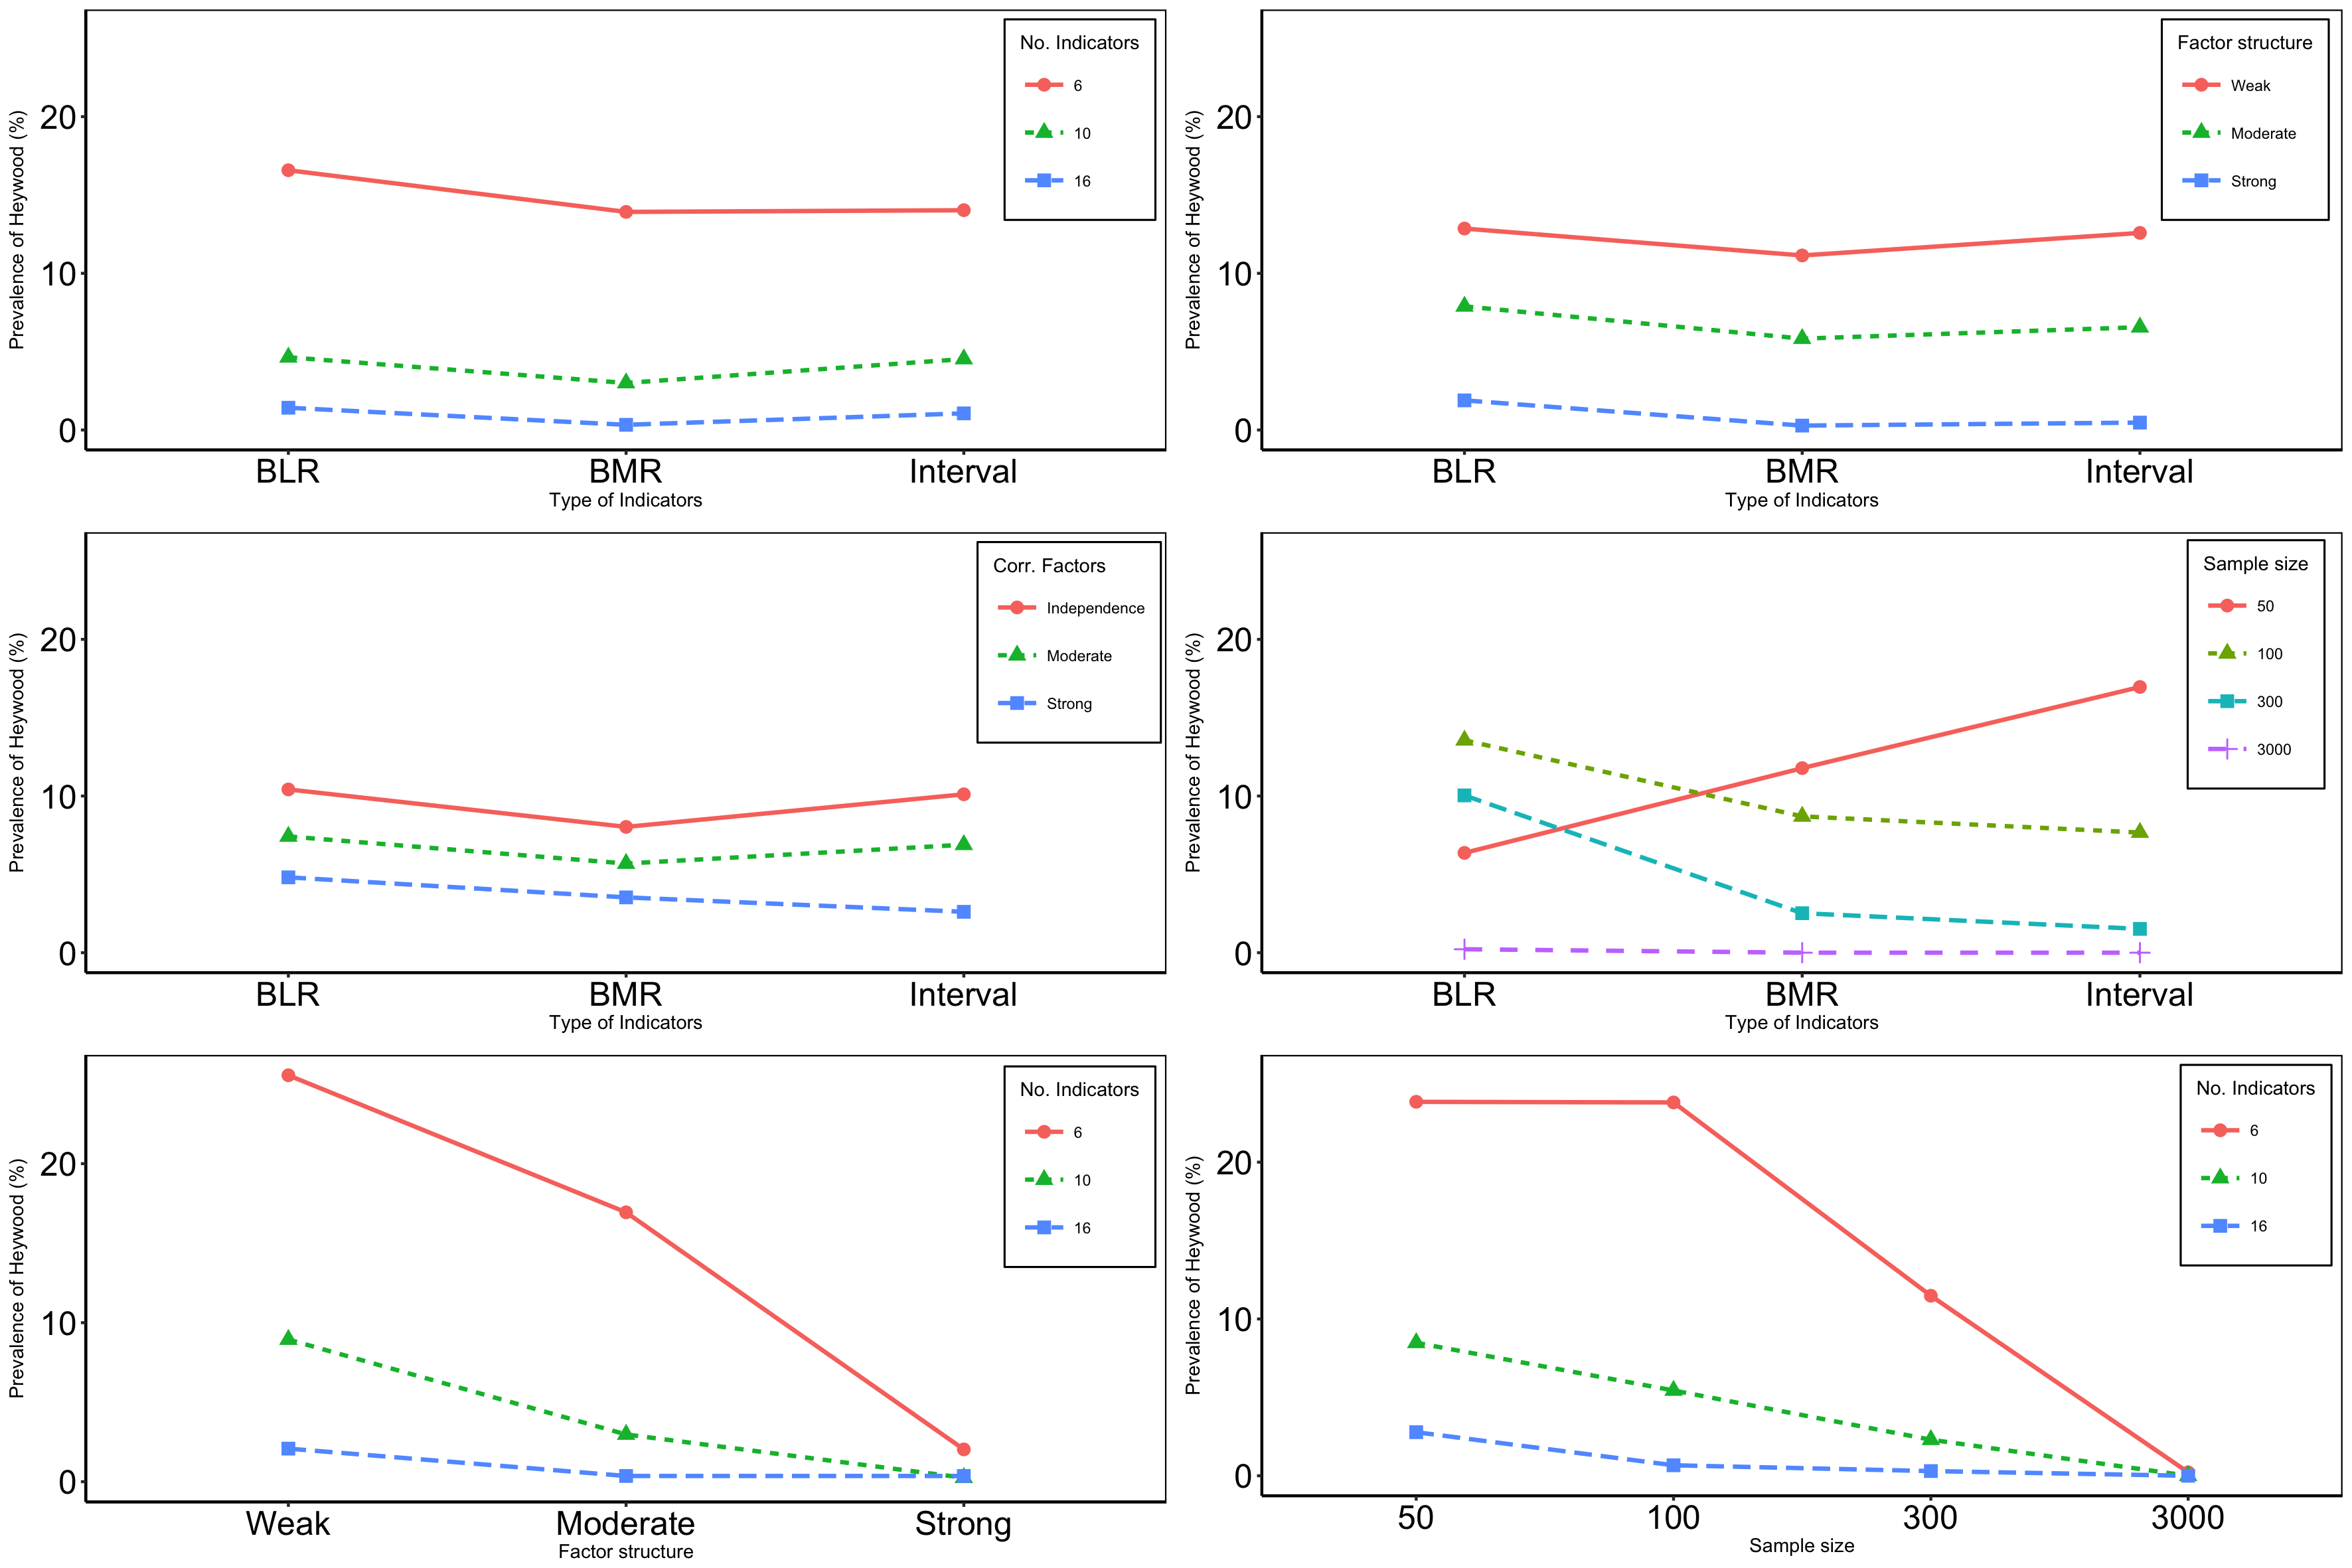 Prevalence of Heywood (%)
20
10
0
BLR BMR Interval
Type of Indicators
No. Indicators
6
10
16
Prevalence of Heywood (%)
20
10
0
BLR BMR Interval
Type of Indicators
Factor structure
Weak
Moderate
Strong
Prevalence of Heywood (%)
20
10
0
BLR BMR Interval
Type of Indicators
Corr. Factors
Independence
Moderate
Strong
Prevalence of Heywood (%)
20
10
0
BLR BMR Interval
Type of Indicators
Sample size
50
100
300
3000
Prevalence of Heywood (%)
20
10
0
Weak Moderate Strong
Factor structure
No. Indicators
6
10
16
Prevalence of Heywood (%)
20
10
0
50 100 300 3000
Sample size
No. Indicators
6
10
16